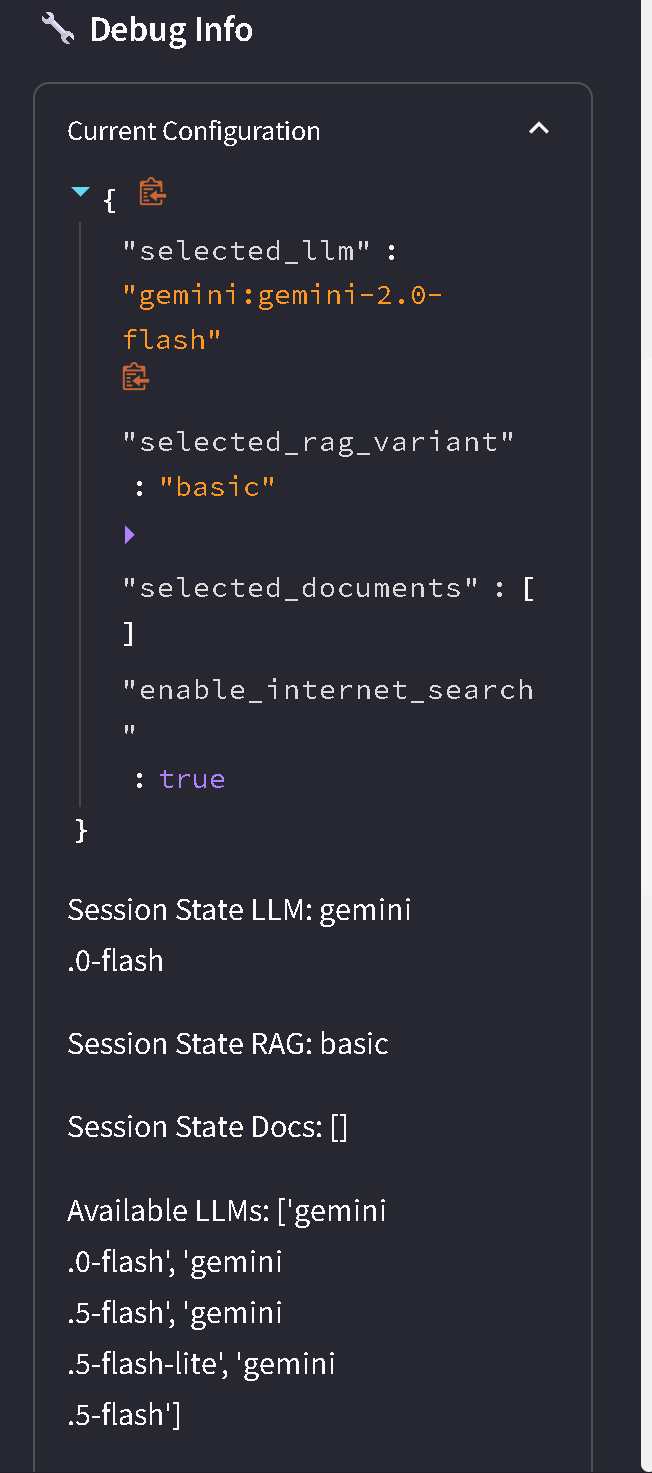 🔧 Debug Info
Current Configuration
{
"selected_llm" :
"gemini:gemini-2.0-
flash"
"selected_rag_variant"
: "basic"
"selected_documents" : [
]
"enable_internet_search
"
: true
}
Session State LLM: gemini
.0-flash
Session State RAG: basic
Session State Docs: []
Available LLMs: ['gemini
.0-flash', 'gemini
.5-flash', 'gemini
.5-flash-lite', 'gemini
.5-flash']